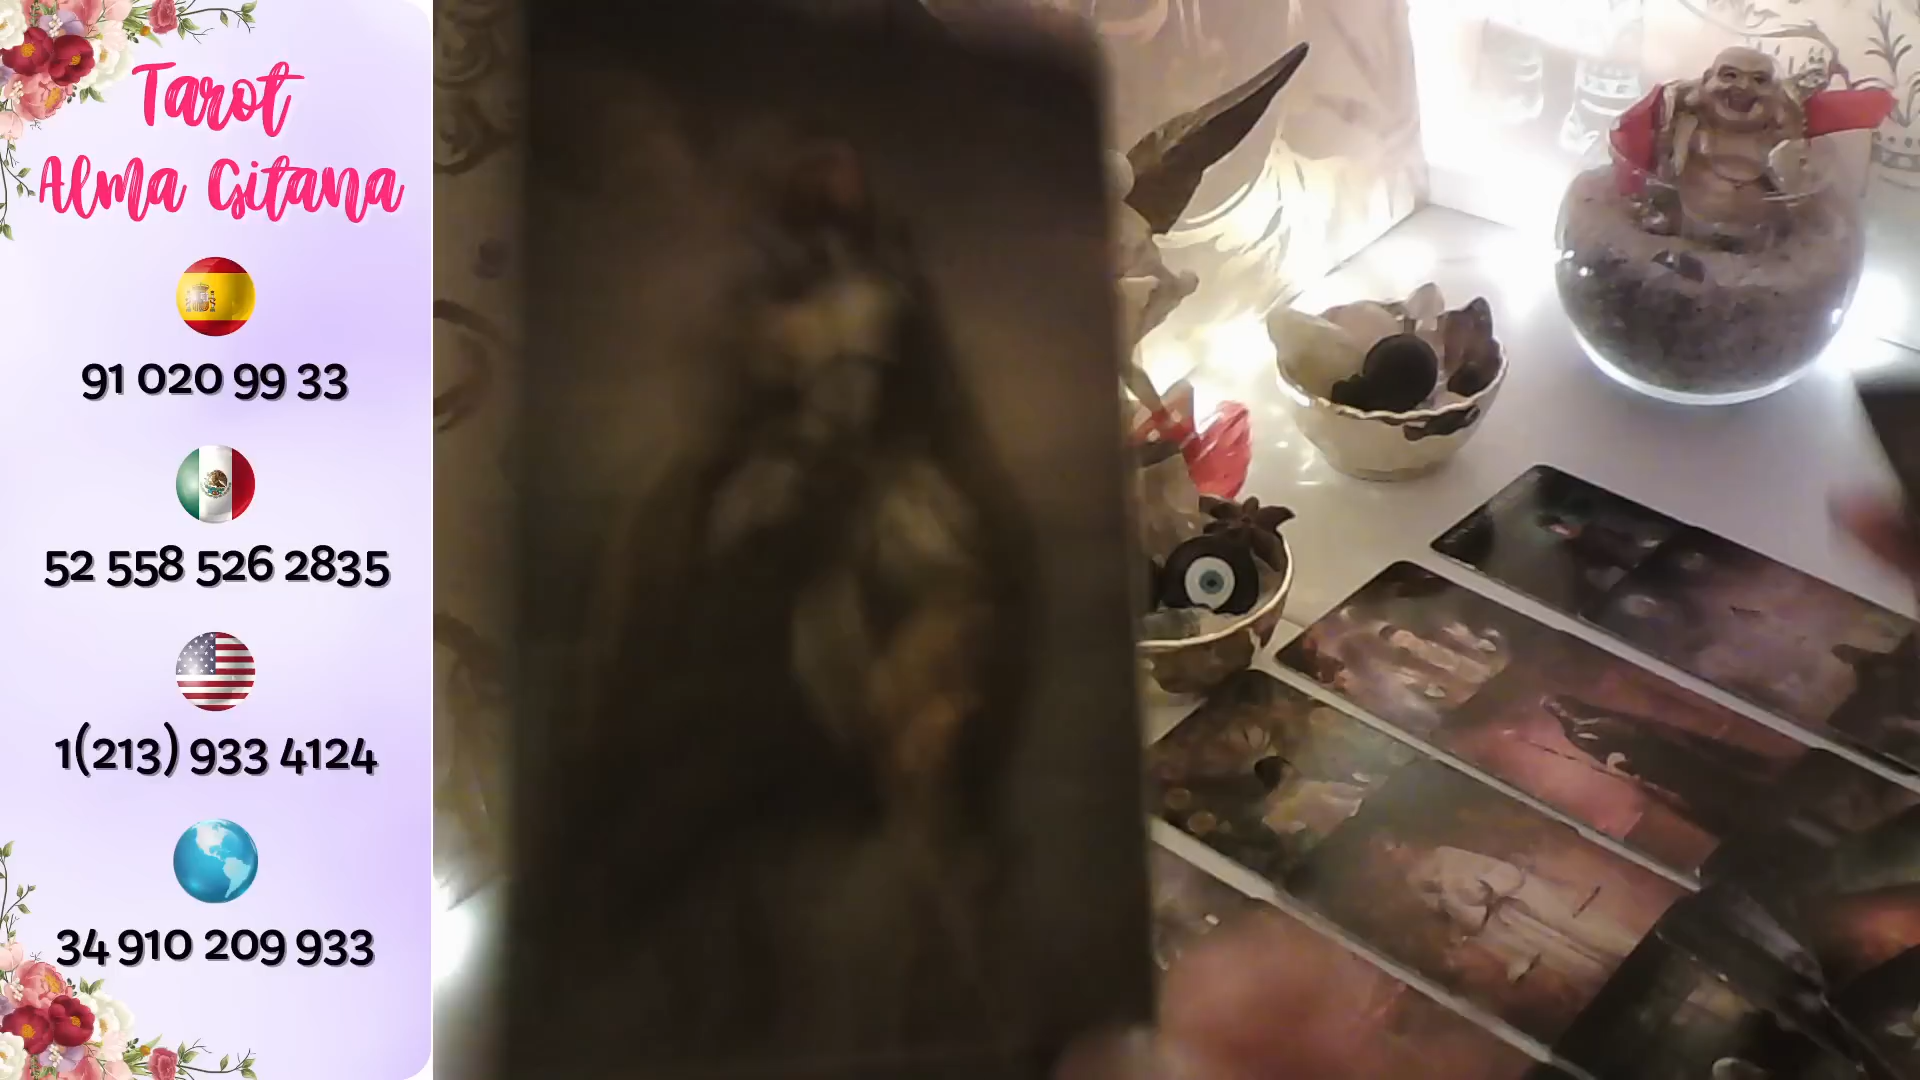 Tarot
Alma Gitana
91 020 99 33
52 558 526 2835
1(213) 933 4124
34 910 209 933